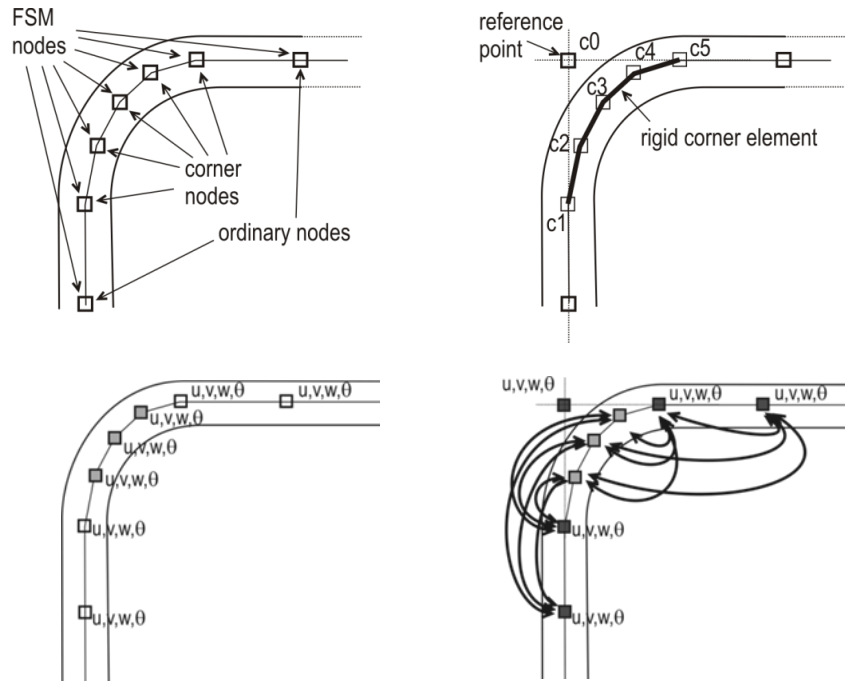 FSM
nodes
corner
nodes
ordinary nodes
reference
point
c0
c4
c5
c3
rigid corner element
c2
c1
u,v,w,θ
u,v,w,θ
u,v,w,θ
u,v,w,θ
u,v,w,θ
u,v,w,θ
u,v,w,θ
u,v,w,θ
u,v,w,θ
u,v,w,θ
u,v,w,θ
u,v,w,θ